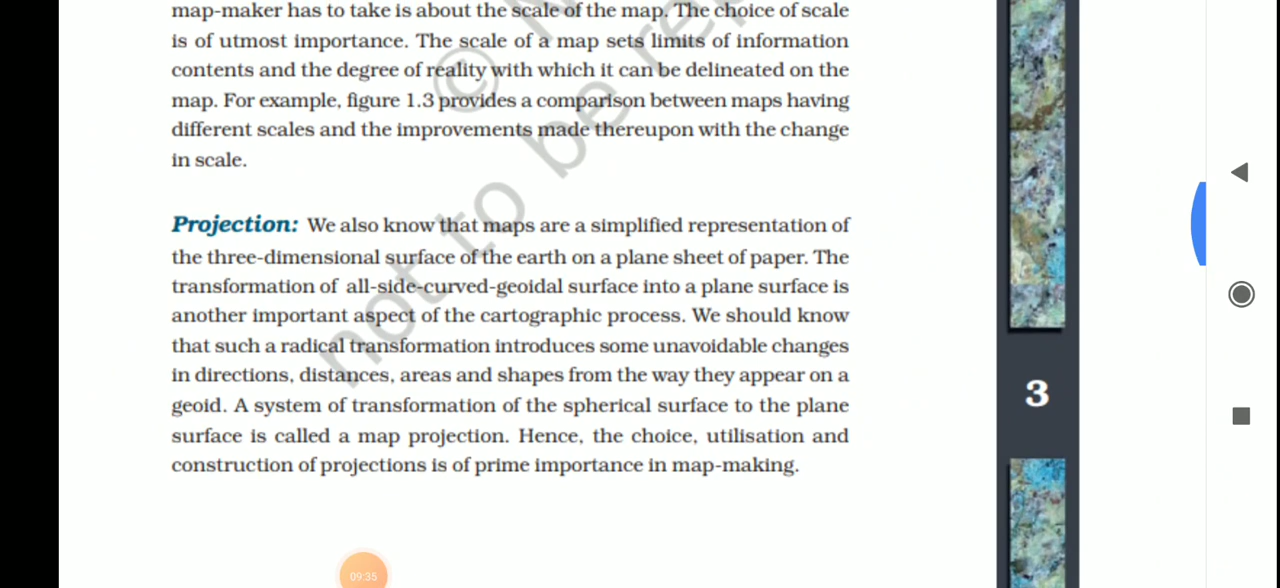 map-maker has to take is about the scale of the map. The choice of scale
is of utmost importance. The scale of a map sets limits of information
contents and the degree of reality with which it can be delineated on the
map. For example, figure 1.3 provides a comparison between maps having
different scales and the improvements made thereupon with the change
in scale.
Projection: We also know that maps are a simplified representation of
the three-dimensional surface of the earth on a plane sheet of paper. The
transformation of all-side-curved-geoidal surface into a plane surface is
another important aspect of the cartographic process. We should know
that such a radical transformation introduces some unavoidable changes
in directions, distances, areas and shapes from the way they appear on a
geoid. A system of transformation of the spherical surface to the plane
surface is called a map projection. Hence, the choice, utilisation and
construction of projections is of prime importance in map-making.
3
© N
not to be rep
09:35